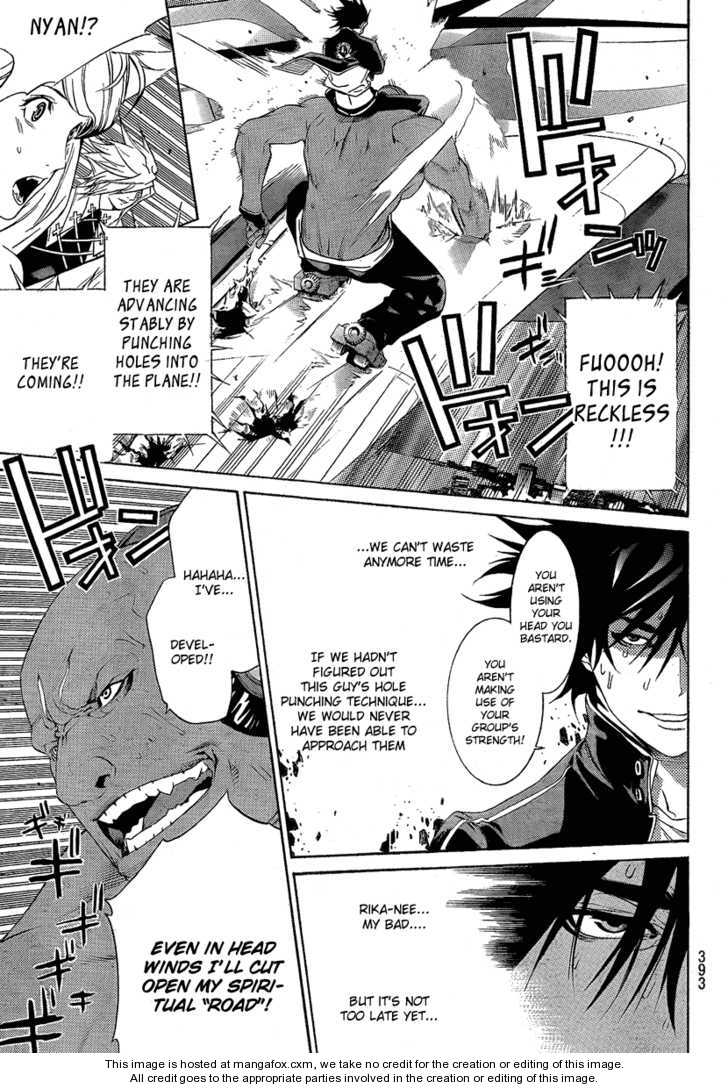 FUOOOH!
THIS IS
RECKLESS
!!!
ドォン
ドォン
NYAN!?
THEY ARE
ADVANCING
STABLY BY
PUNCHING
HOLES INTO
THE PLANE!!
THEY'RE
COMING!!
YOU
AREN'T
USING
YOUR
HEAD YOU
BASTARD.
YOU
AREN'T
MAKING
USE OF
YOUR
GROUP'S
STRENGTH!
...WE CAN'T WASTE
ANYMORE TIME...
IF WE HADN'T
FIGURED OUT
THIS GUY'S HOLE
PUNCHING TECHNIQUE...
WE WOULD NEVER
HAVE BEEN ABLE TO
APPROACH THEM
ドォン
HAHAHA...
I'VE...
DEVEL-
OPED!!
RIKA-NEE...
MY BAD....
BUT IT'S NOT
TOO LATE YET...
EVEN IN HEAD
WINDS I'LL CUT
OPEN MY SPIRI-
TUAL "ROAD"!
393
This image is hosted at mangafox.cxm, we take no credit for the creation or editing of this image.
All credit goes to the appropriate parties involved in the creation or editing of this image.